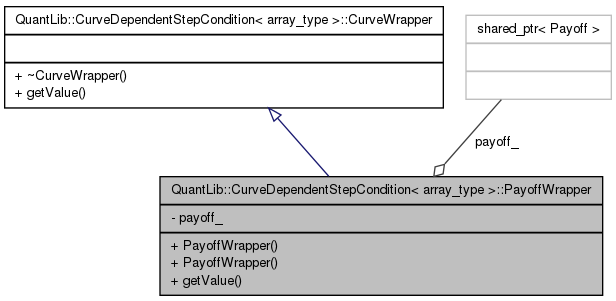 QuantLib::CurveDependentStepCondition< array_type >::CurveWrapper
+ ~CurveWrapper()
+ getValue()
shared_ptr< Payoff >
payoff_
QuantLib::CurveDependentStepCondition< array_type >::PayoffWrapper
- payoff_
+ PayoffWrapper()
+ PayoffWrapper()
+ getValue()